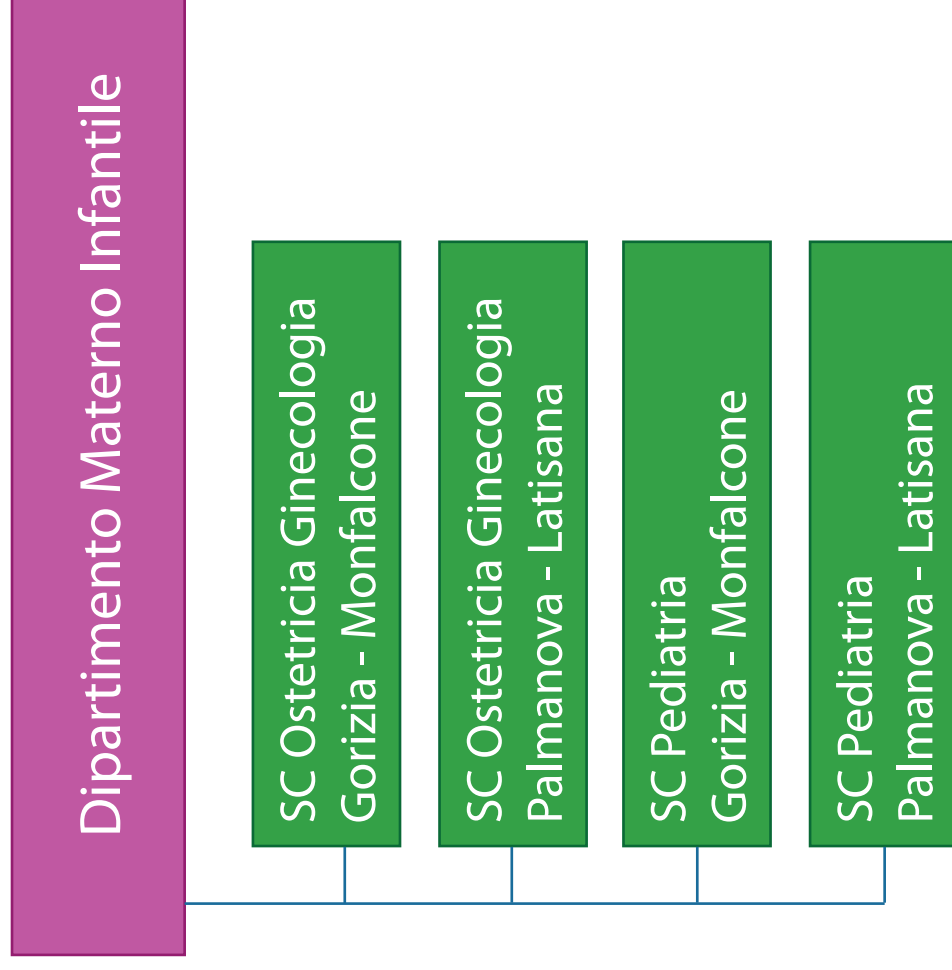 Dipartimento Materno Infantile
SC Ostetricia Ginecologia
Gorizia - Monfalcone
SC Ostetricia Ginecologia
Palmanova - Latisana
SC Pediatria
Gorizia - Monfalcone
SC Pediatria
Palmanova - Latisana